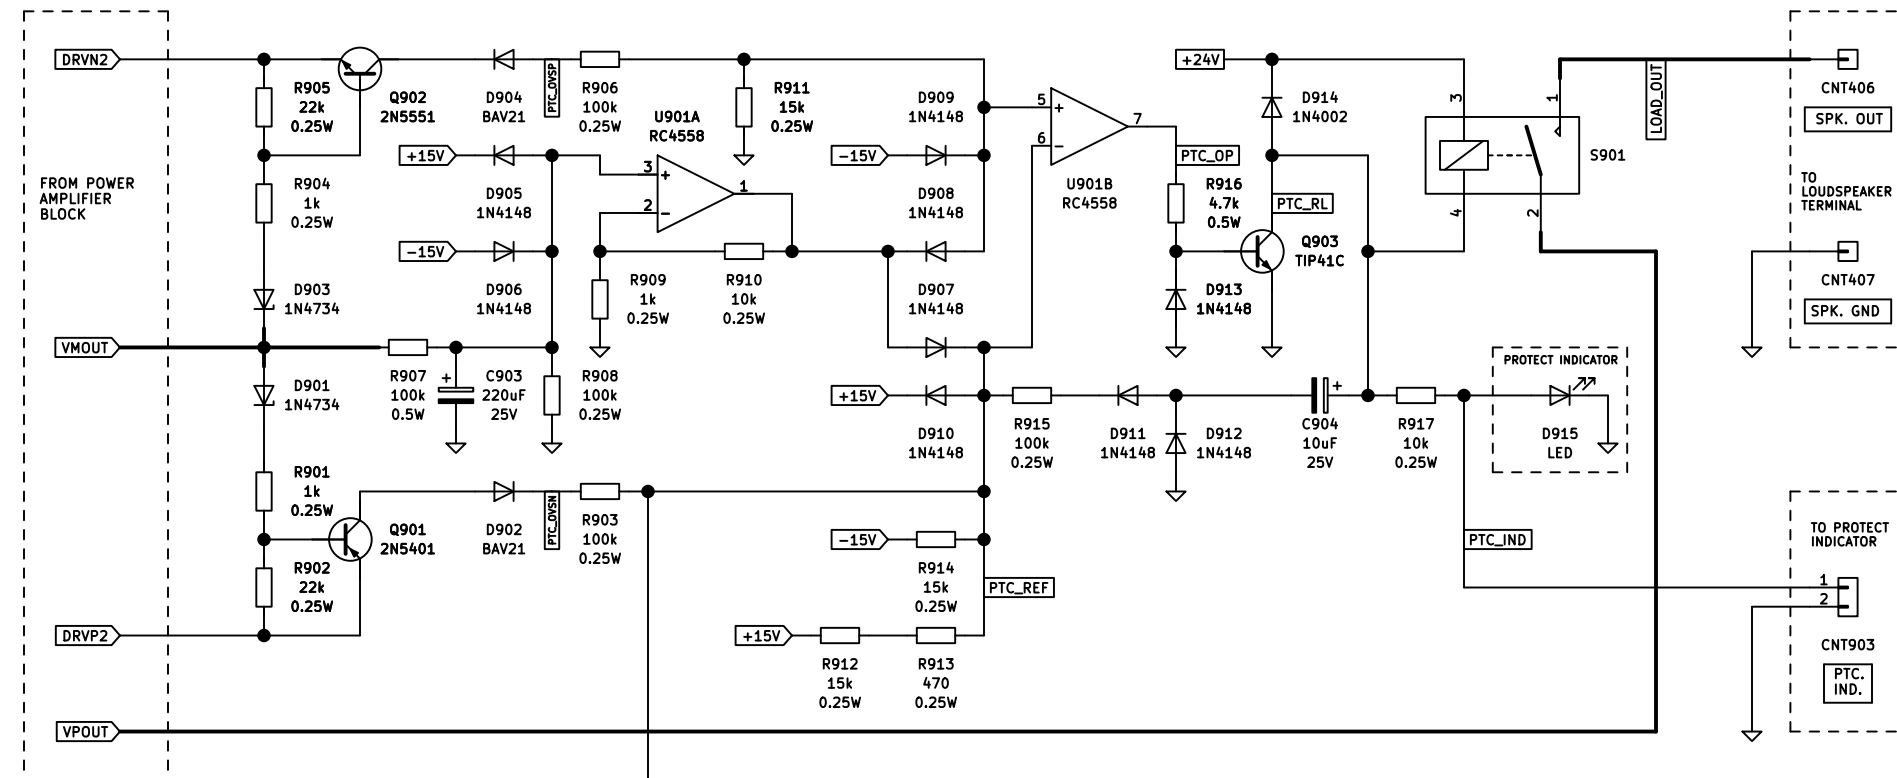 DRVN2
R905
22k
0.25W
Q902
2N5551
D904
BAV21
PTC_OVSP
R906
100k
0.25W
R911
15k
0.25W
U901A
RC4558
3
+
2
−
1
+15V
D905
1N4148
-15V
D906
1N4148
R904
1k
0.25W
D903
1N4734
FROM POWER
AMPLIFIER
BLOCK
VMOUT
D901
1N4734
R907
100k
0.5W
+
C903
220uF
25V
R908
100k
0.25W
R909
1k
0.25W
R910
10k
0.25W
R901
1k
0.25W
Q901
2N5401
R902
22k
0.25W
D902
BAV21
PTC_OVSN
R903
100k
0.25W
DRVP2
VPOUT
D909
1N4148
-15V
D908
1N4148
D907
1N4148
+15V
D910
1N4148
5
+
6
−
7
U901B
RC4558
+24V
D914
1N4002
PTC_OP
R916
4.7k
0.5W
PTC_RL
Q903
TIP41C
D913
1N4148
3
1
4
2
S901
LOAD_OUT
CNT406
SPK. OUT
TO
LOUDSPEAKER
TERMINAL
CNT407
SPK. GND
PROTECT INDICATOR
D915
LED
R915
100k
0.25W
D911
1N4148
D912
1N4148
+
C904
10uF
25V
R917
10k
0.25W
-15V
R914
15k
0.25W
PTC_REF
+15V
R912
15k
0.25W
R913
470
0.25W
PTC_IND
TO PROTECT
INDICATOR
1
2
CNT903
PTC.
IND.